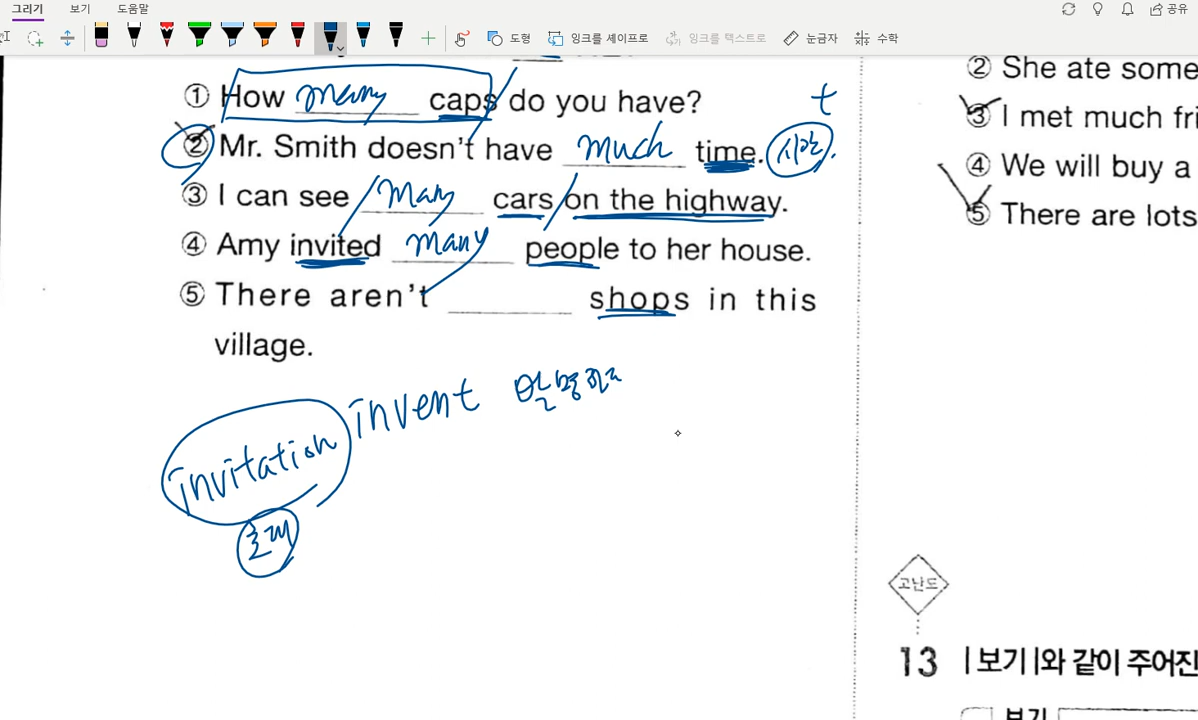 그리기 보기 도움말 공유
도형 잉크를 셰이프로 잉크를 텍스트로 눈금자 수학
① How many caps do you have? t
② Mr. Smith doesn't have much time. 시간
③ I can see many cars on the highway.
④ Amy invited many people to her house.
⑤ There aren't shops in this
village.
invent 발명하다
invitation
초대
② She ate some
③ I met much fri
④ We will buy a
⑤ There are lots
고난도
13 |보기|와 같이 주어진
보기